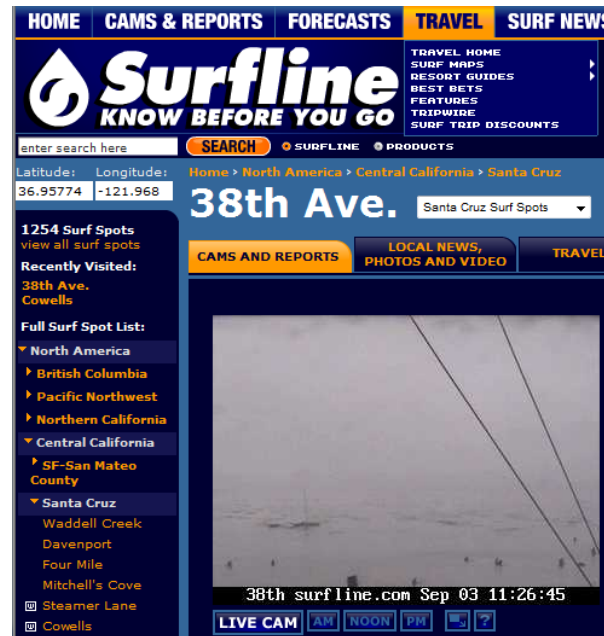 HOME CAMS & REPORTS FORECASTS TRAVEL SURF NEWS
TRAVEL HOME
SURF MAPS
RESORT GUIDES
BEST BETS
FEATURES
TRIPWIRE
SURF TRIP DISCOUNTS
Surfline
KNOW BEFORE YOU GO
enter search here SEARCH SURFLINE PRODUCTS
Latitude: Longitude:
36.95774 -121.968
Home › North America › Central California › Santa Cruz
38th Ave. Santa Cruz Surf Spots
CAMS AND REPORTS
LOCAL NEWS,
PHOTOS AND VIDEO
TRAVEL
1254 Surf Spots
view all surf spots
Recently Visited:
38th Ave.
Cowells
Full Surf Spot List:
North America
British Columbia
Pacific Northwest
Northern California
Central California
SF-San Mateo
County
Santa Cruz
Waddell Creek
Davenport
Four Mile
Mitchell's Cove
Steamer Lane
Cowells
38th surfline.com Sep 03 11:26:45
LIVE CAM AM NOON PM ?